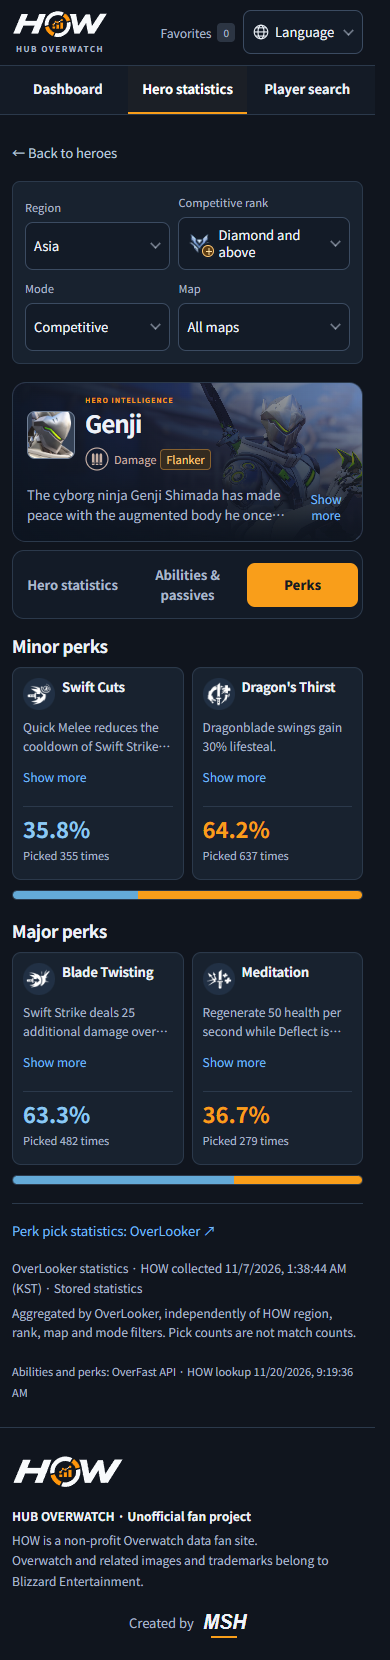 HOW
HUB OVERWATCH
Favorites 0
Language
Dashboard
Hero statistics
Player search
← Back to heroes
Region
Competitive rank
Asia
Diamond and
above
Mode
Map
Competitive
All maps
HERO INTELLIGENCE
Genji
Damage Flanker
The cyborg ninja Genji Shimada has made
peace with the augmented body he once…
Show
more
Hero statistics
Abilities &
passives
Perks
Minor perks
Swift Cuts
Quick Melee reduces the
cooldown of Swift Strike…
Show more
35.8%
Picked 355 times
Dragon's Thirst
Dragonblade swings gain
30% lifesteal.
Show more
64.2%
Picked 637 times
Major perks
Blade Twisting
Swift Strike deals 25
additional damage over…
Show more
63.3%
Picked 482 times
Meditation
Regenerate 50 health per
second while Deflect is…
Show more
36.7%
Picked 279 times
Perk pick statistics: OverLooker ↗
OverLooker statistics · HOW collected 11/7/2026, 1:38:44 AM
(KST) · Stored statistics
Aggregated by OverLooker, independently of HOW region,
rank, map and mode filters. Pick counts are not match counts.
Abilities and perks: OverFast API · HOW lookup 11/20/2026, 9:19:36
AM
HOW
HUB OVERWATCH · Unofficial fan project
HOW is a non-profit Overwatch data fan site.
Overwatch and related images and trademarks belong to
Blizzard Entertainment.
Created by MSH